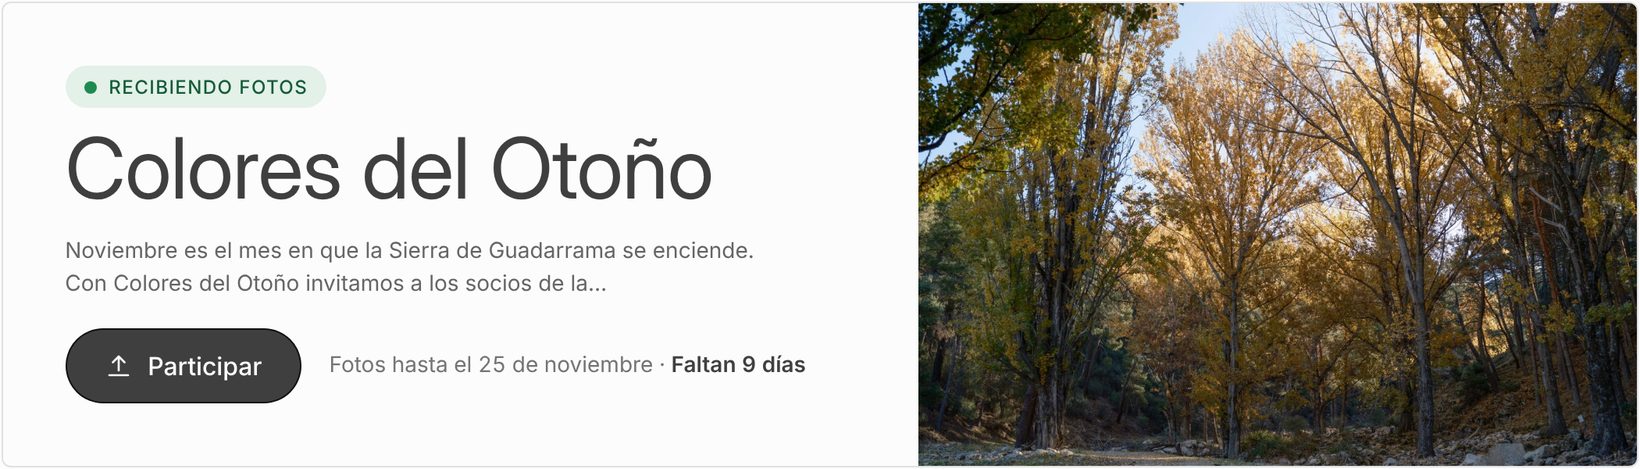 RECIBIENDO FOTOS
Colores del Otoño
Noviembre es el mes en que la Sierra de Guadarrama se enciende.
Con Colores del Otoño invitamos a los socios de la...
Participar
Fotos hasta el 25 de noviembre · Faltan 9 días